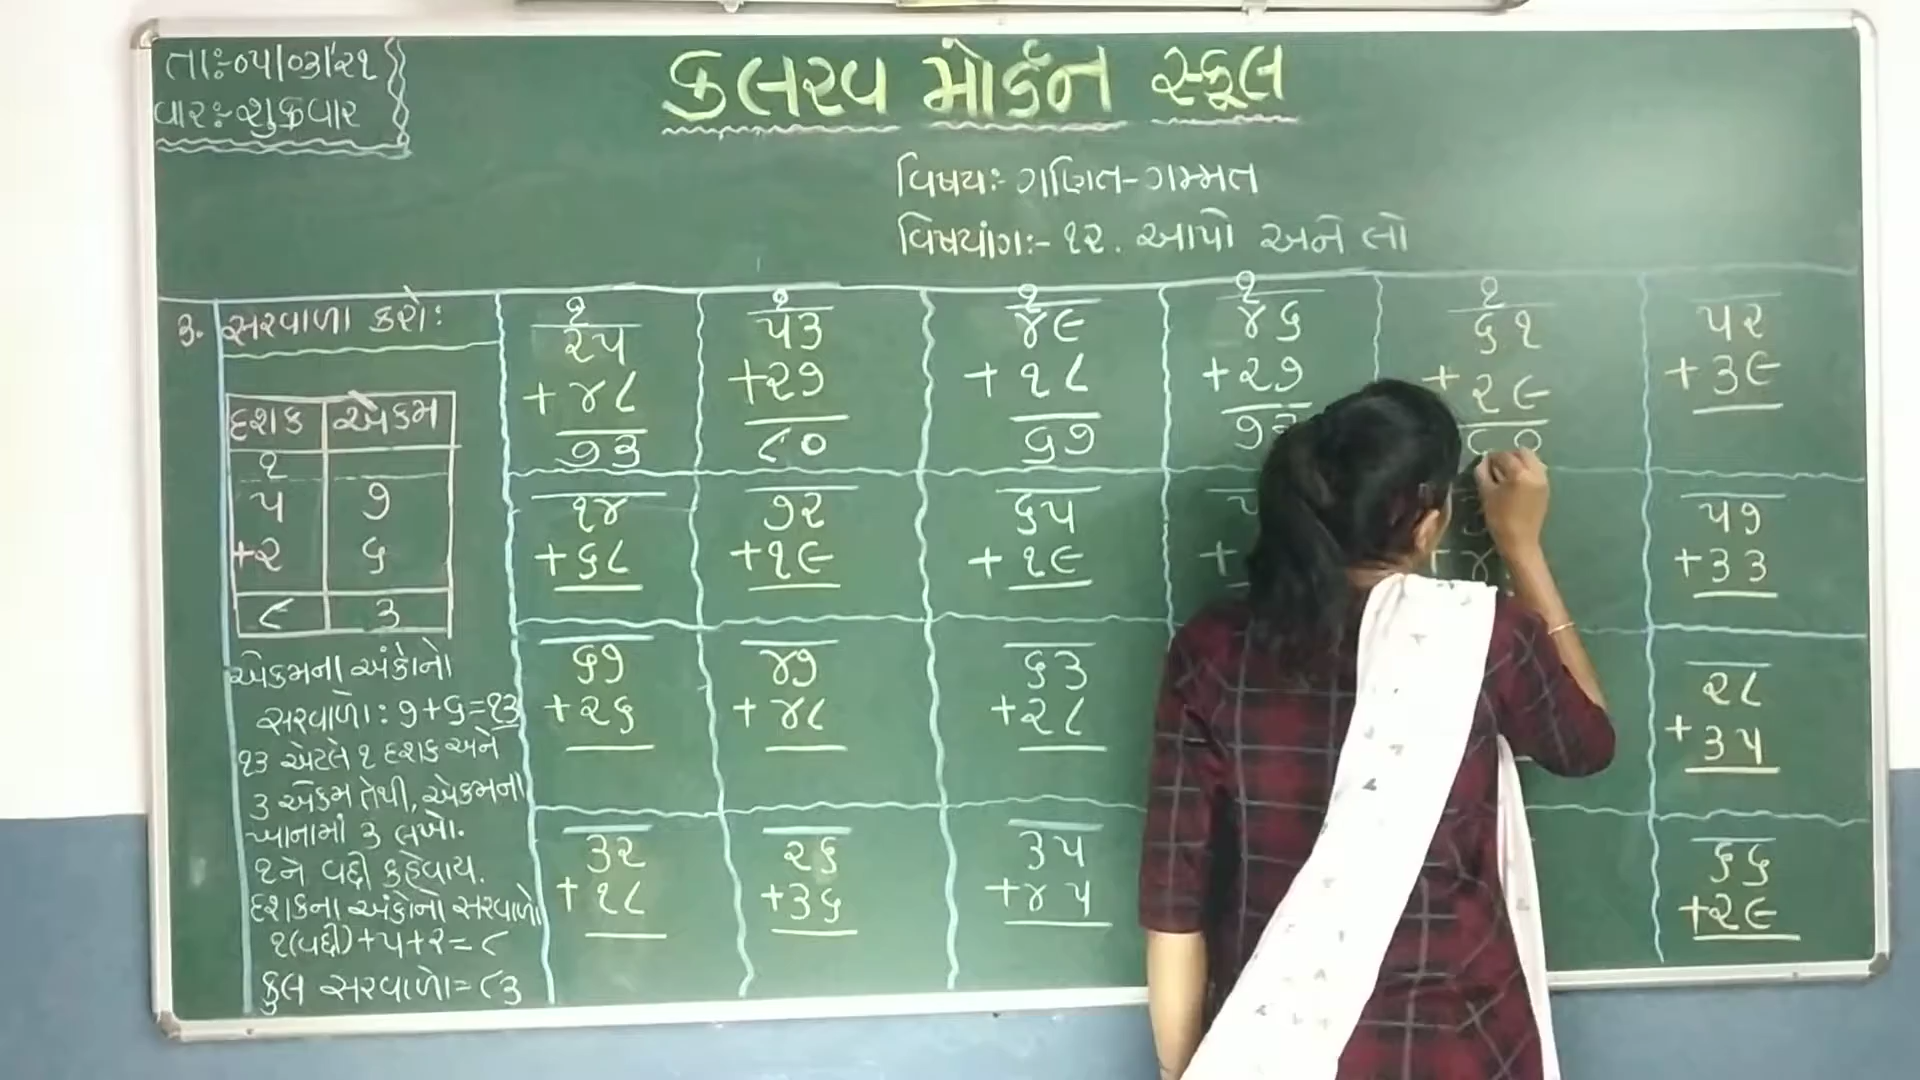 તાઃ-૦૫/૦૩/૨૧
વારઃ-શુક્રવાર
કલરવ મોર્ડન સ્કૂલ
વિષયઃ-ગણિત-ગમ્મત
વિષયાંગઃ- ૧૨. આપો અને લો
૩. સરવાળા કરોઃ
દશક એકમ
૧
૫ ૭
+૨ ૬
૮ ૩
એકમના અંકોનો
સરવાળોઃ ૭+૬=૧૩
૧૩ એટલે ૧ દશક અને
૩ એકમ તેથી, એકમના
ખાનામાં ૩ લખો.
૧ને વદ્દી કહેવાય.
દશકના અંકોનો સરવાળો
૧(વદ્દી)+૫+૨=૮
કુલ સરવાળો=૮૩
૧ ૧ ૧ ૧ ૧
૨૫ ૫૩ ૪૯ ૪૬ ૬૧ ૫૨
+૪૮ +૨૭ +૧૮ +૨૭ +૨૯ +૩૯
૭૩ ૮૦ ૬૭ ૭૩ ૯૦
૧૪ ૭૨ ૬૫ ૫૭
+૬૮ +૧૯ +૧૯ +૩૩
૬૭ ૪૭ ૬૩ ૨૮
+૨૬ +૪૮ +૨૮ +૩૫
૩૨ ૨૬ ૩૫ ૬૬
+૧૮ +૩૬ +૪૫ +૨૯